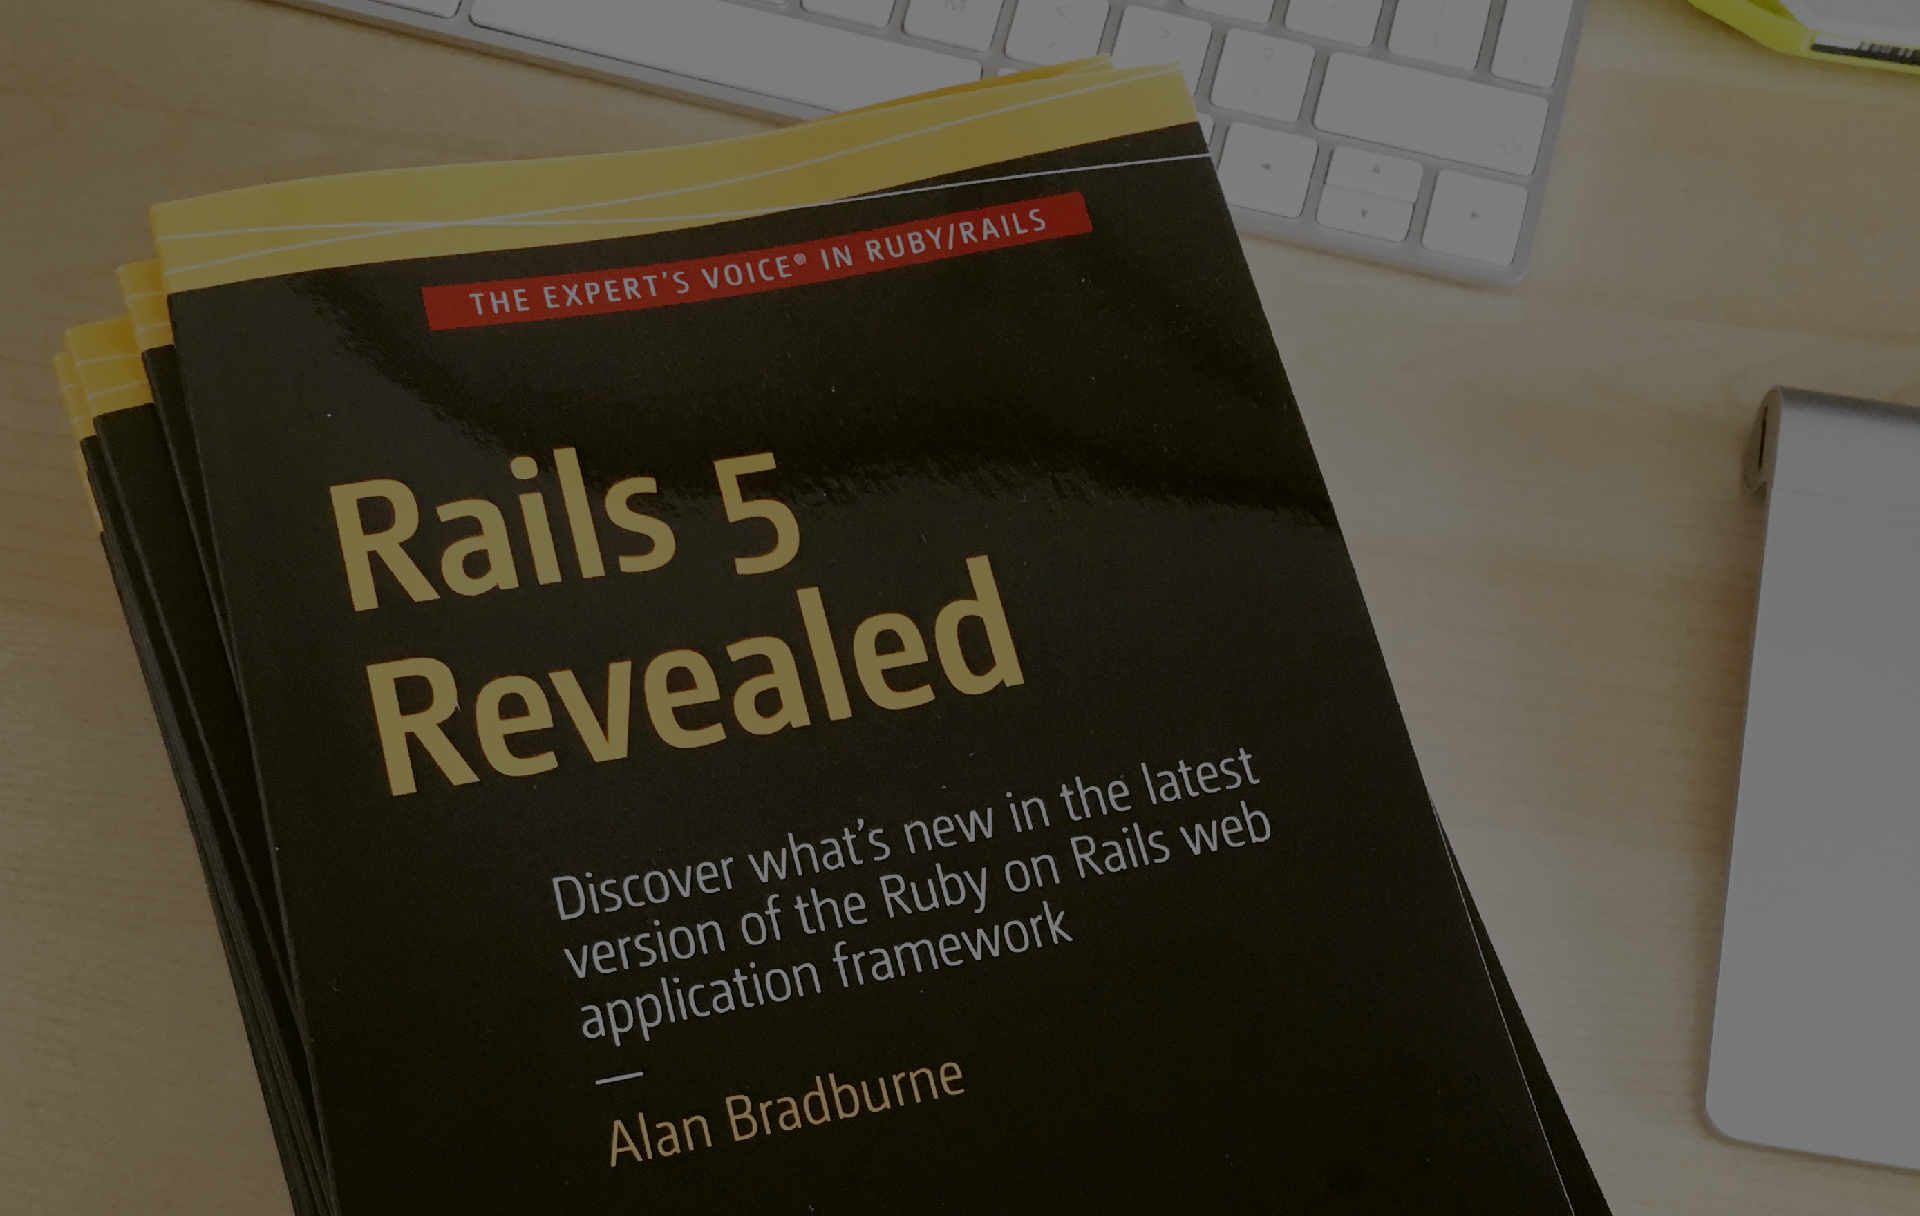 THE EXPERT'S VOICE® IN RUBY/RAILS
Rails 5
Revealed
Discover what's new in the latest
version of the Ruby on Rails web
application framework
—
Alan Bradburne